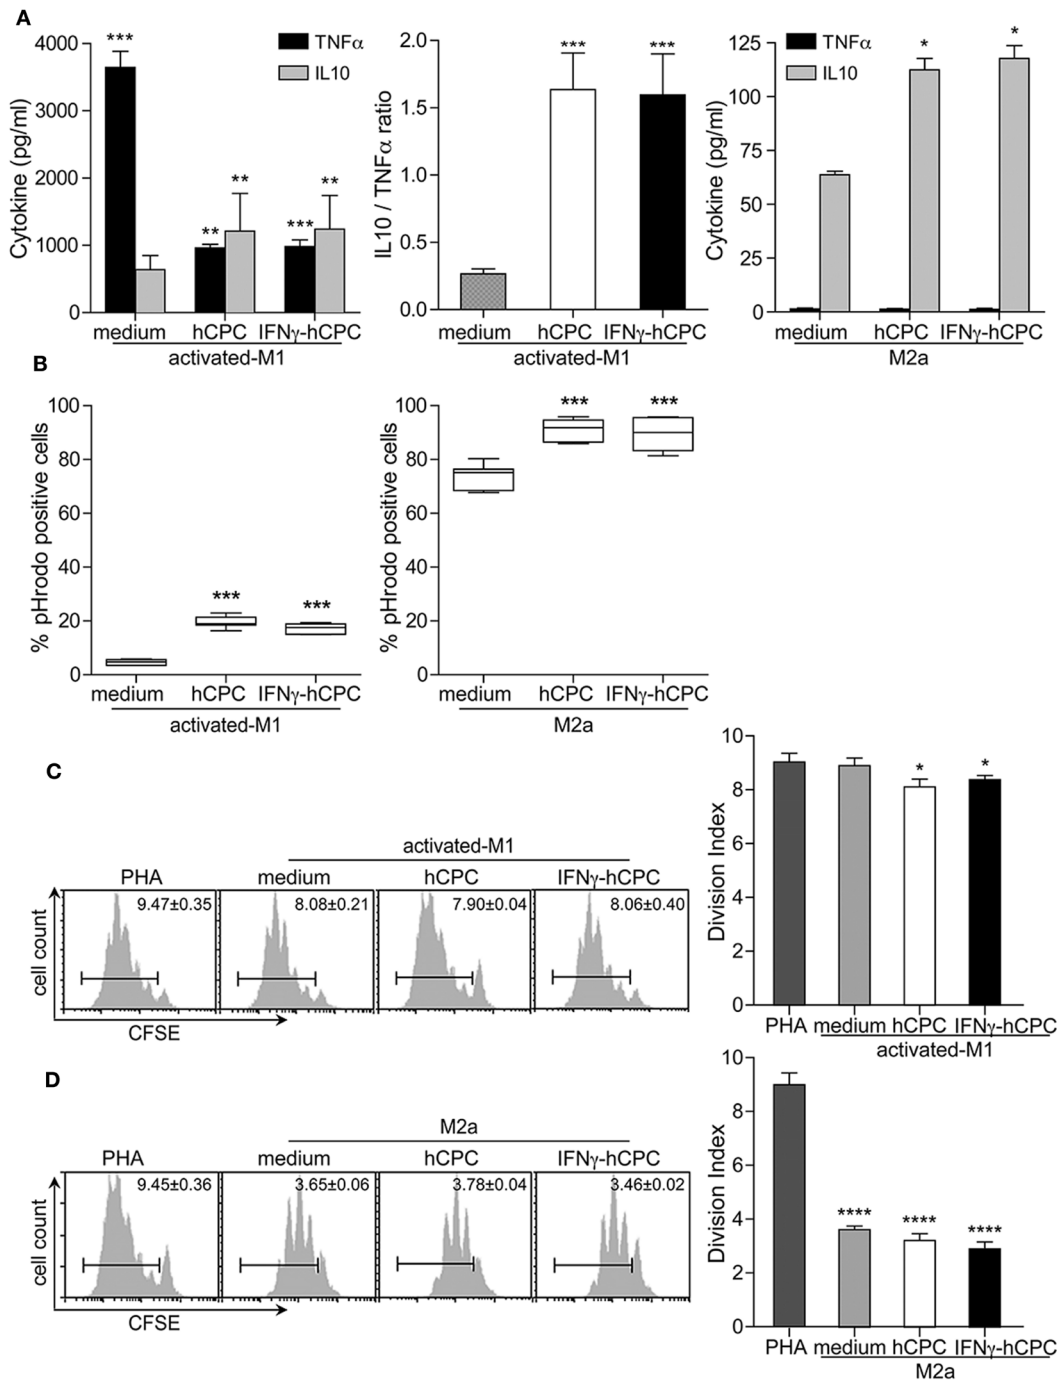 A
Cytokine (pg/ml)
4000
3000
2000
1000
0
***
**
**
***
**
TNFα
IL10
medium hCPC IFNγ-hCPC
activated-M1
IL10 / TNFα ratio
2.0
1.5
1.0
0.5
0.0
***
***
medium hCPC IFNγ-hCPC
activated-M1
Cytokine (pg/ml)
125
100
75
50
25
0
TNFα
IL10
*
*
medium hCPC IFNγ-hCPC
M2a
B
% pHrodo positive cells
100
80
60
40
20
0
***
***
medium hCPC IFNγ-hCPC
activated-M1
% pHrodo positive cells
100
80
60
40
20
0
***
***
medium hCPC IFNγ-hCPC
M2a
C
activated-M1
PHA medium hCPC IFNγ-hCPC
9.47±0.35 8.08±0.21 7.90±0.04 8.06±0.40
cell count
CFSE
Division Index
10
8
6
4
2
0
*
*
PHA medium hCPC IFNγ-hCPC
activated-M1
D
M2a
PHA medium hCPC IFNγ-hCPC
9.45±0.36 3.65±0.06 3.78±0.04 3.46±0.02
cell count
CFSE
Division Index
10
8
6
4
2
0
****
****
****
PHA medium hCPC IFNγ-hCPC
M2a